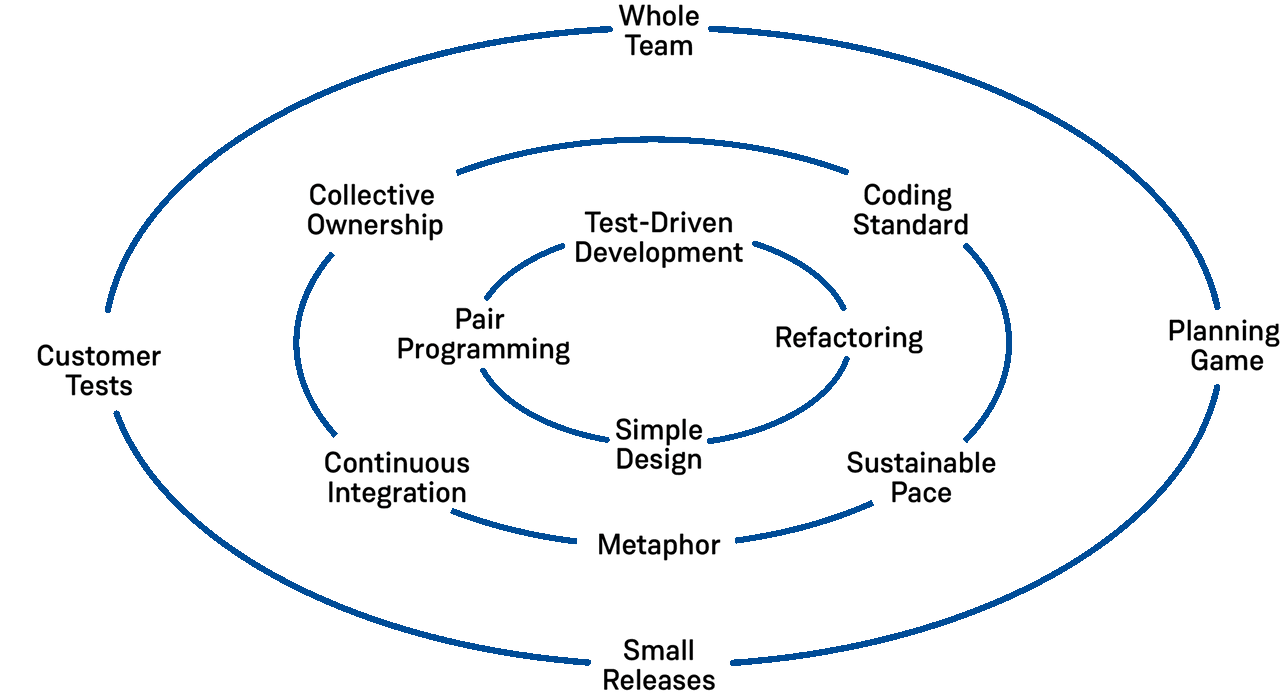 Whole
Team
Collective
Ownership
Coding
Standard
Test-Driven
Development
Pair
Programming
Refactoring
Planning
Game
Customer
Tests
Simple
Design
Continuous
Integration
Sustainable
Pace
Metaphor
Small
Releases